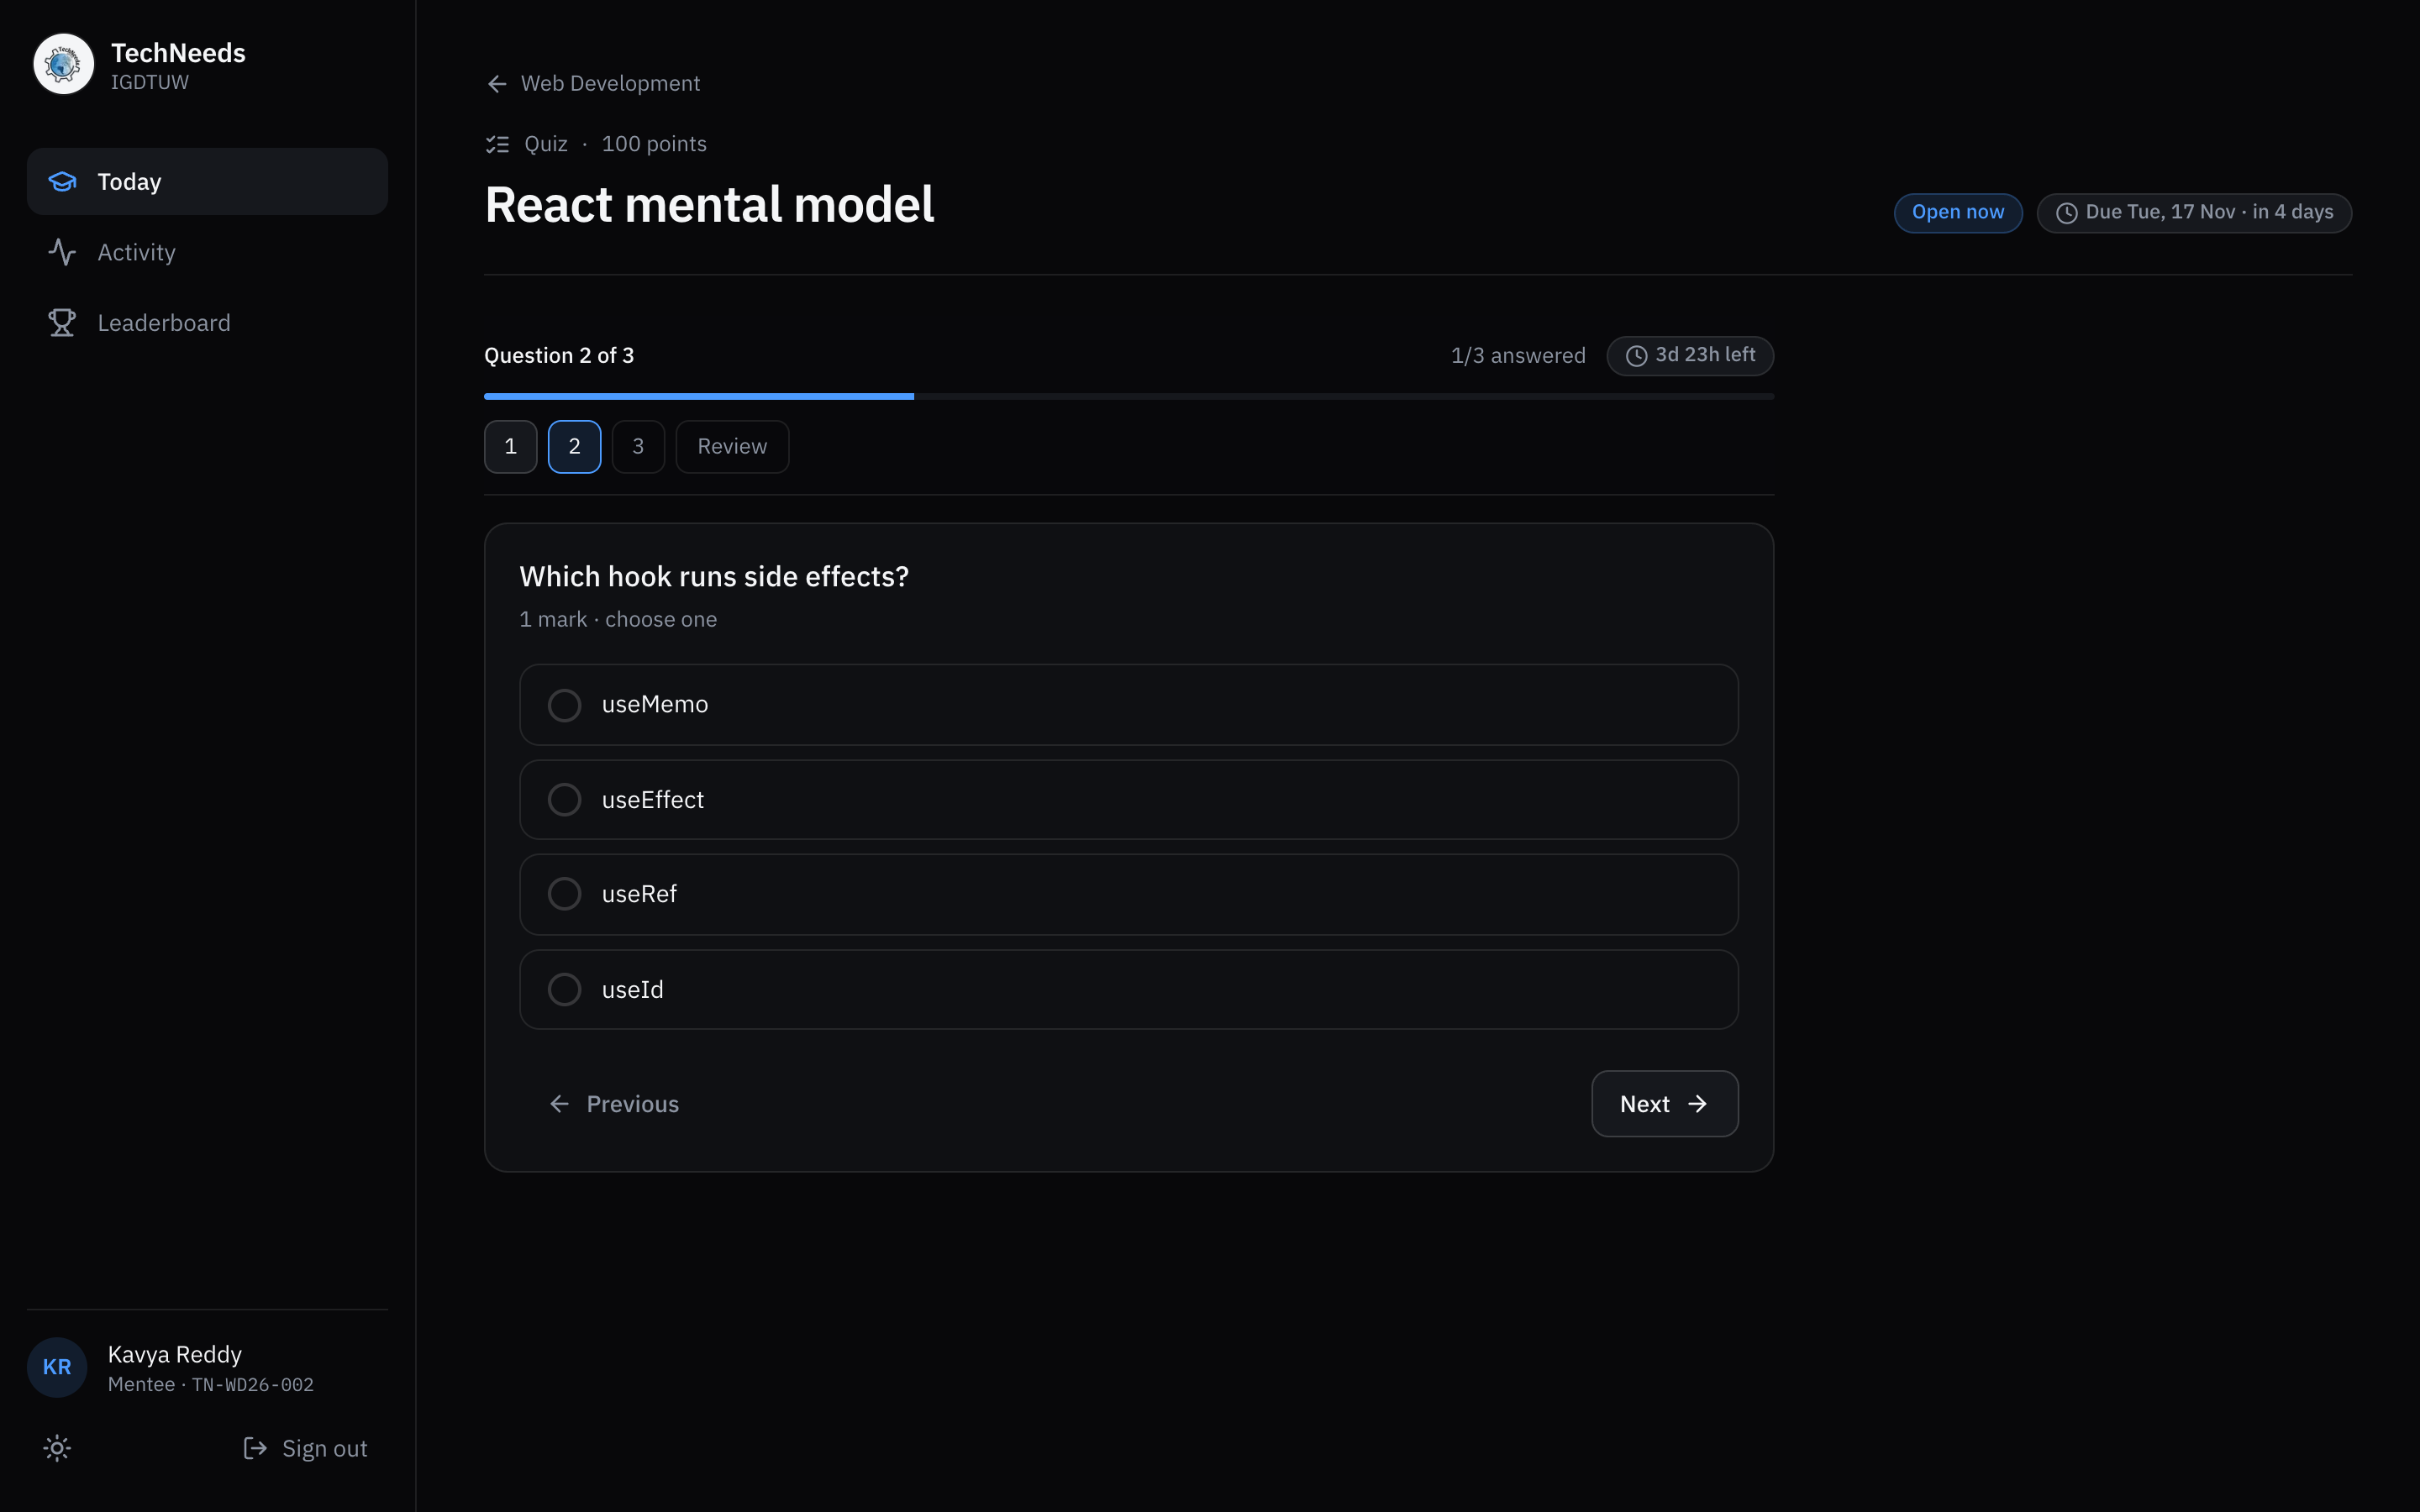 TechNeeds
IGDTUW
Today
Activity
Leaderboard
Web Development
Quiz · 100 points
React mental model
Open now
Due Tue, 17 Nov · in 4 days
Question 2 of 3
1/3 answered
3d 23h left
1
2
3
Review
Which hook runs side effects?
1 mark · choose one
useMemo
useEffect
useRef
useId
Previous
Next
KR
Kavya Reddy
Mentee · TN-WD26-002
Sign out